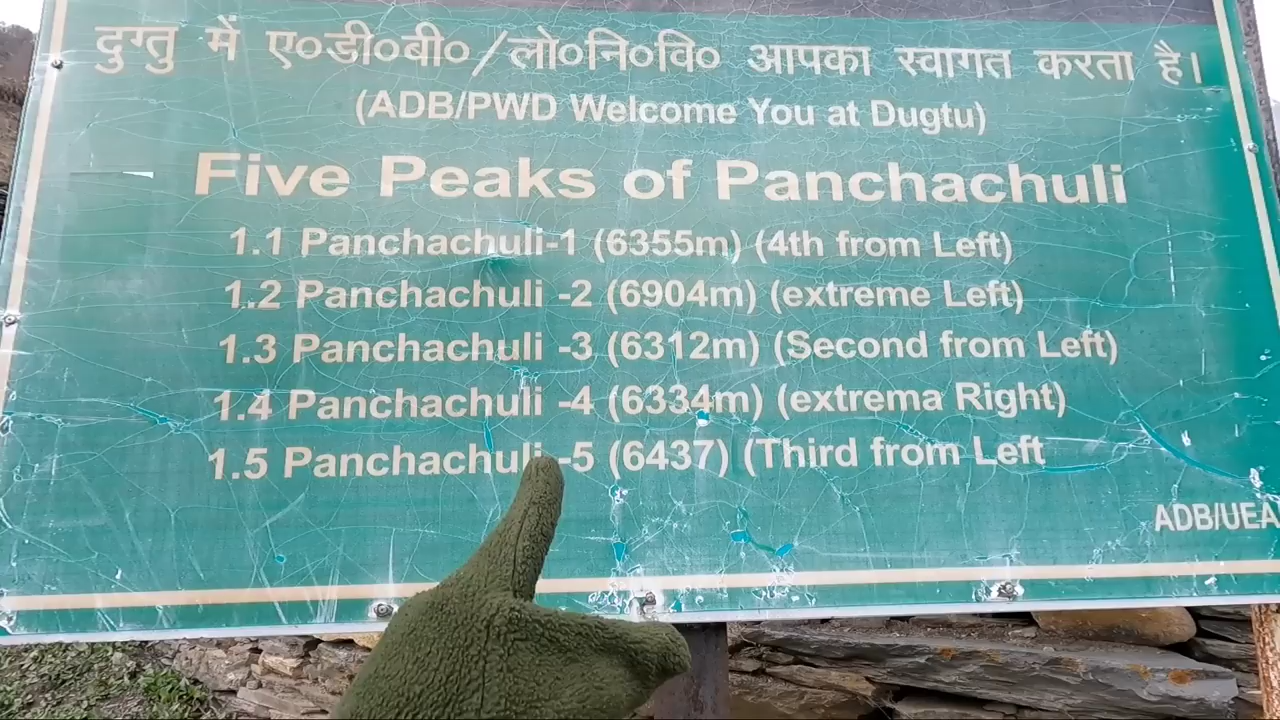 दुग्तु में ए०डी०बी०/लो०नि०वि० आपका स्वागत करता है।
(ADB/PWD Welcome You at Dugtu)
Five Peaks of Panchachuli
1.1 Panchachuli-1 (6355m) (4th from Left)
1.2 Panchachuli -2 (6904m) (extreme Left)
1.3 Panchachuli -3 (6312m) (Second from Left)
1.4 Panchachuli -4 (6334m) (extrema Right)
1.5 Panchachuli -5 (6437) (Third from Left
ADB/UEA